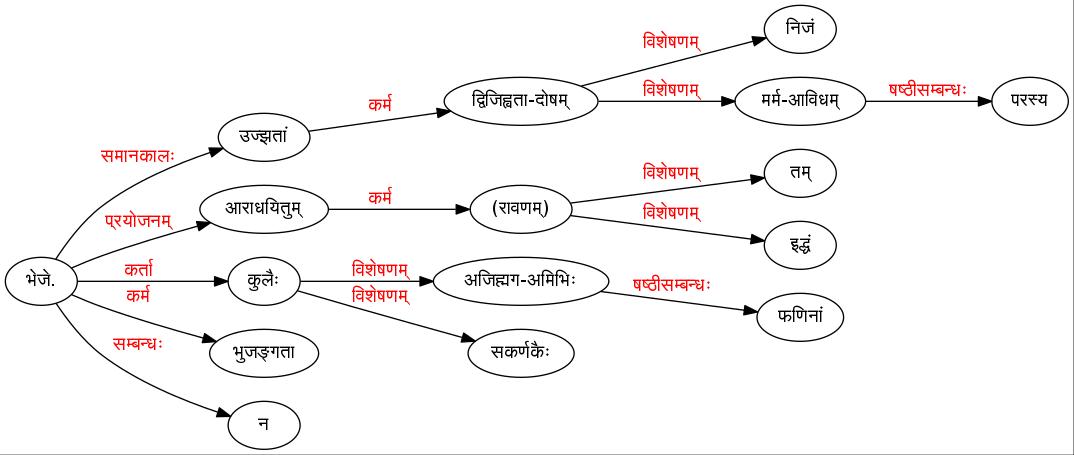 निजं
विशेषणम्
द्विजिह्वता-दोषम् विशेषणम् मर्म-आविधम् षष्ठीसम्बन्धः परस्य
कर्म
उज्झतां
समानकालः
तम्
विशेषणम्
आराधयितुम् कर्म (रावणम्)
विशेषणम्
प्रयोजनम्
इद्धं
भेजे. कर्ता कुलैः विशेषणम् अजिह्मग-अमिभिः षष्ठीसम्बन्धः
कर्म विशेषणम्
फणिनां
सम्बन्धः भुजङ्गता सकर्णकैः
न